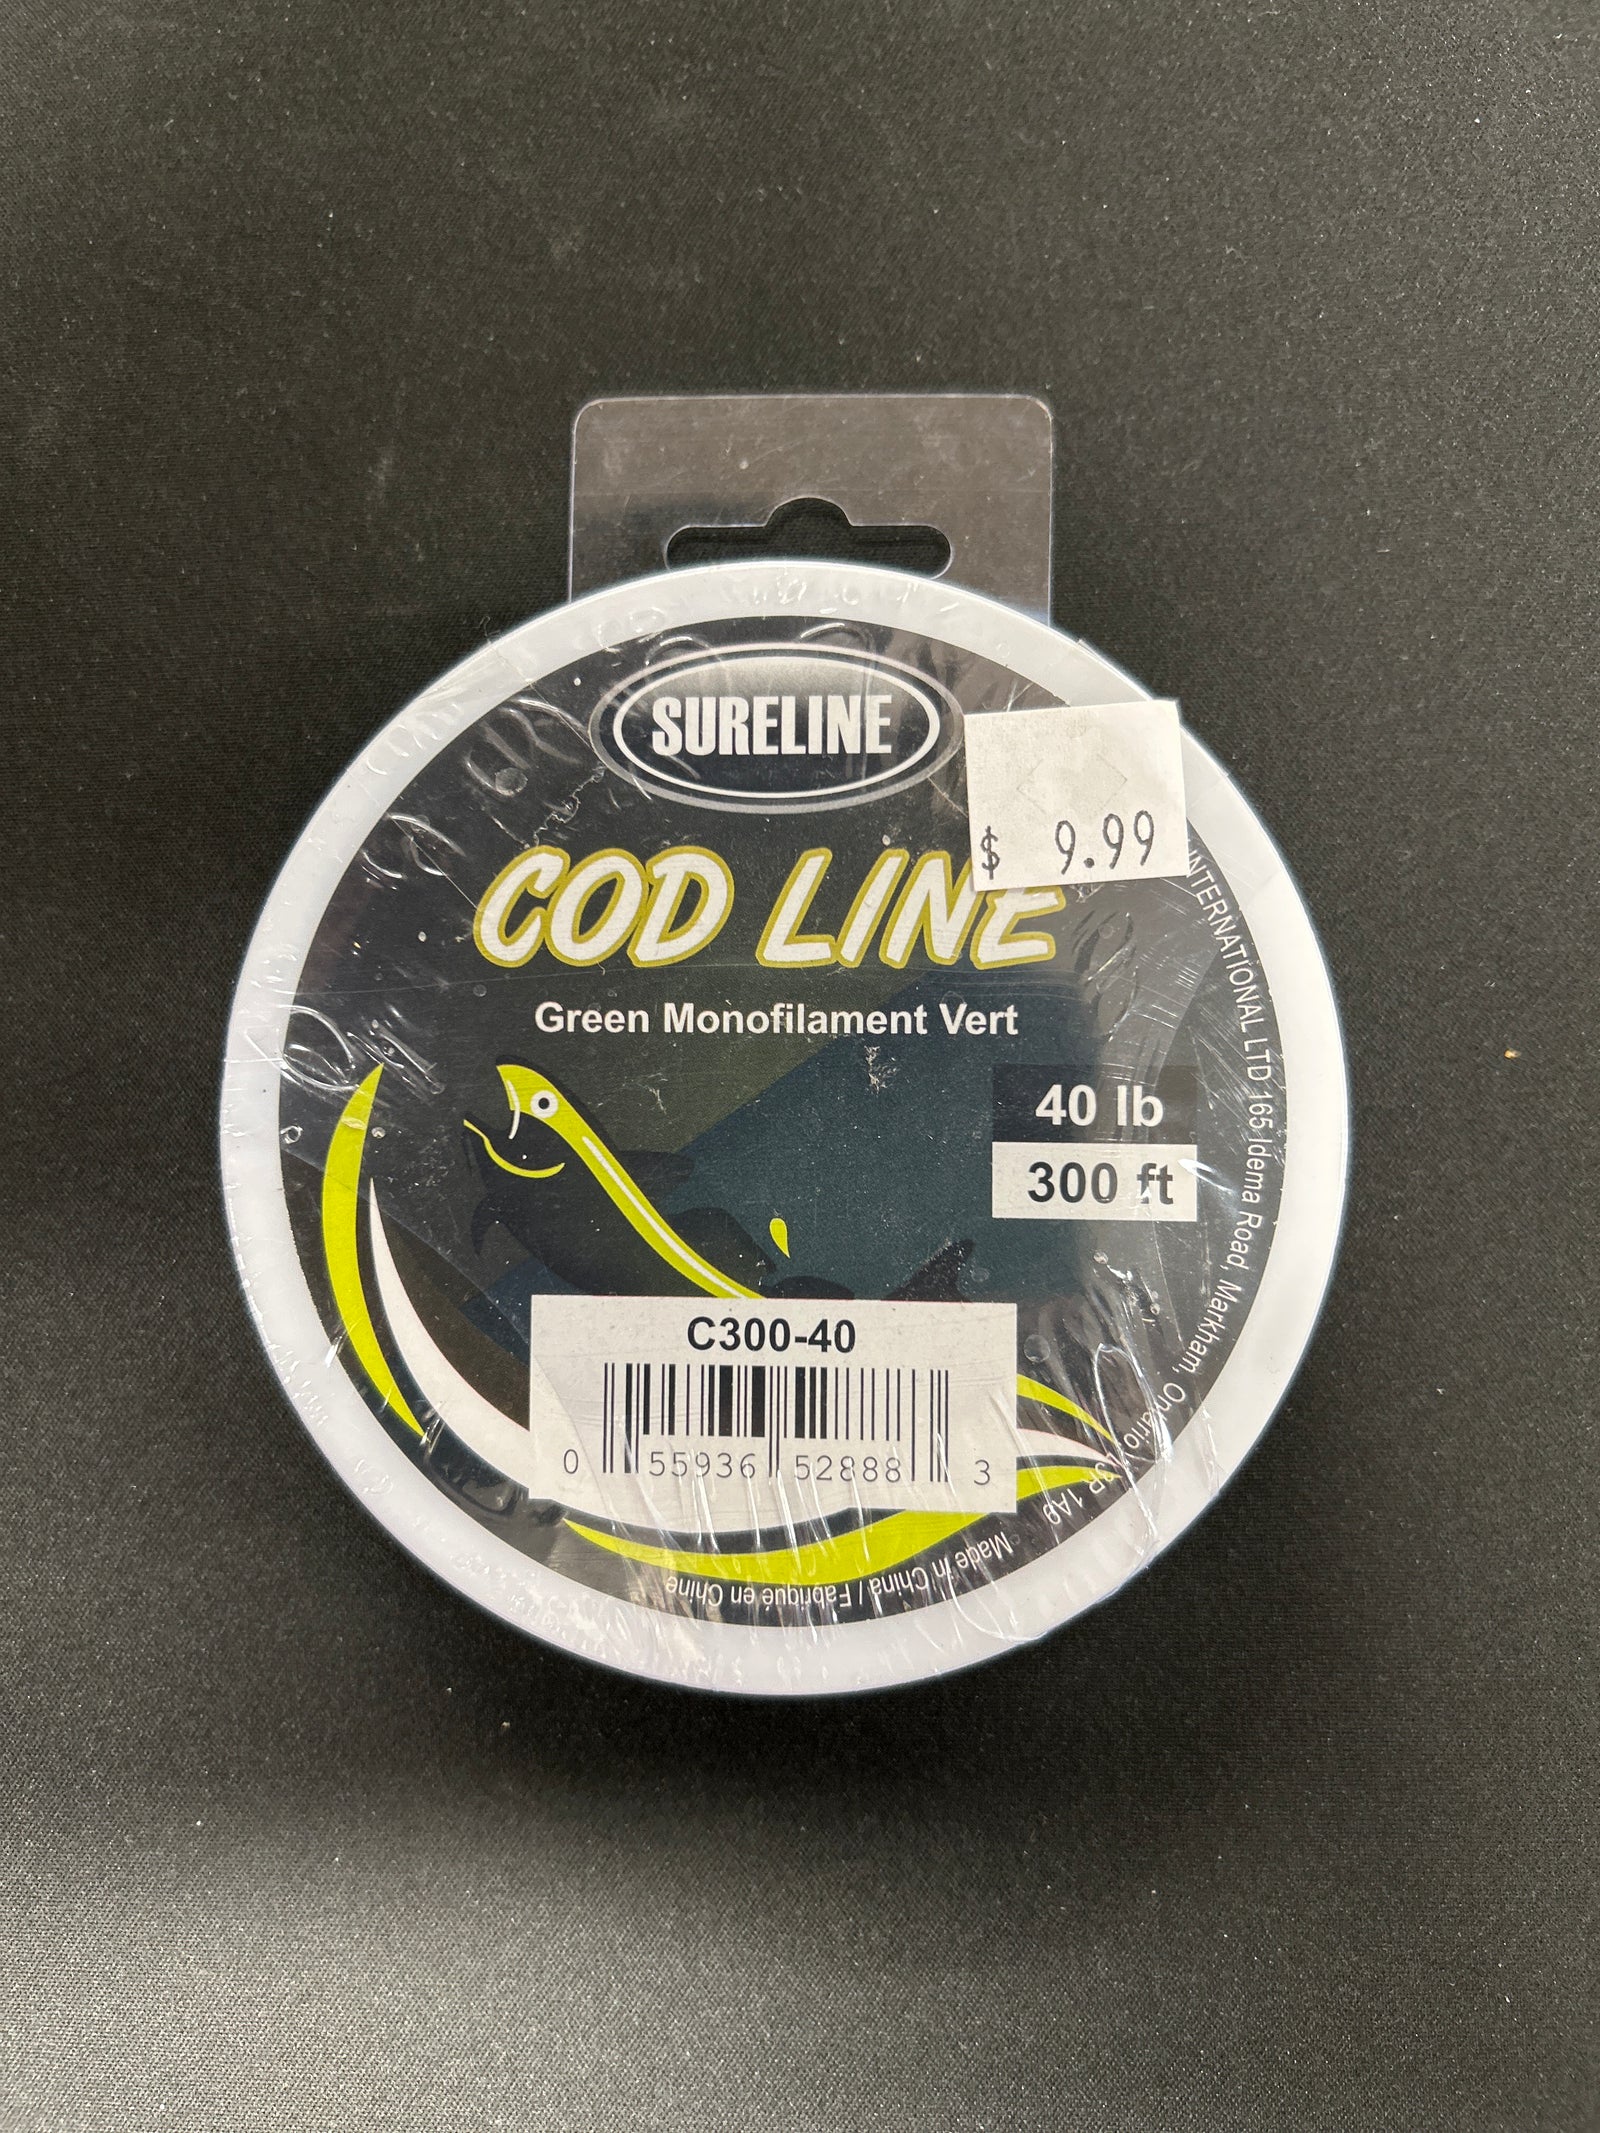 SURELINE
$ 9.99
COD LINE
Green Monofilament Vert
40 lb
300 ft
C300-40
0 55936 52888 3
INTERNATIONAL LTD 165 Idema Road, Markham, Ontario 1A9
Made in China / Fabriqué en Chine